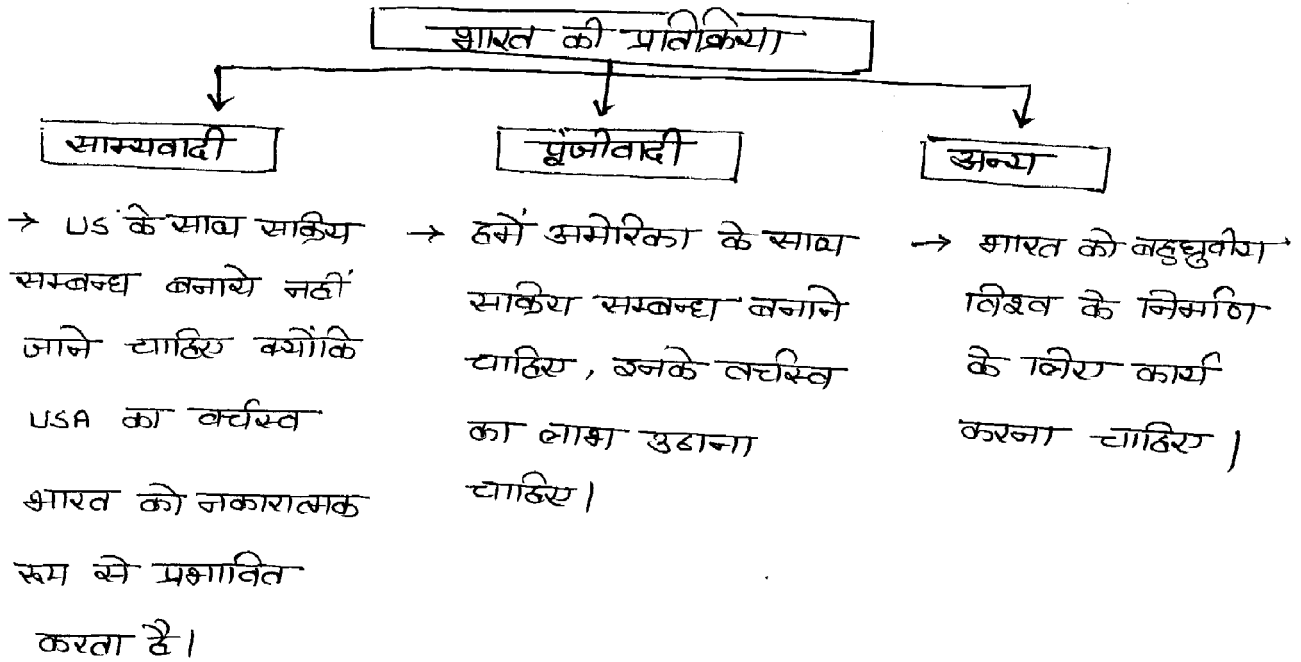 भारत की प्रतिक्रिया
साम्यवादी
→ US के साथ सक्रिय
सम्बन्ध बनाये नहीं
जाने चाहिए क्योंकि
USA का वर्चस्व
भारत को नकारात्मक
रूप से प्रभावित
करता है।
पूंजीवादी
→ हमें अमेरिका के साथ
सक्रिय सम्बन्ध बनाने
चाहिए, इनके वर्चस्व
का लाभ उठाना
चाहिए।
अन्य
→ भारत को बहुध्रुवीय
विश्व के निर्माण
के लिए कार्य
करना चाहिए।